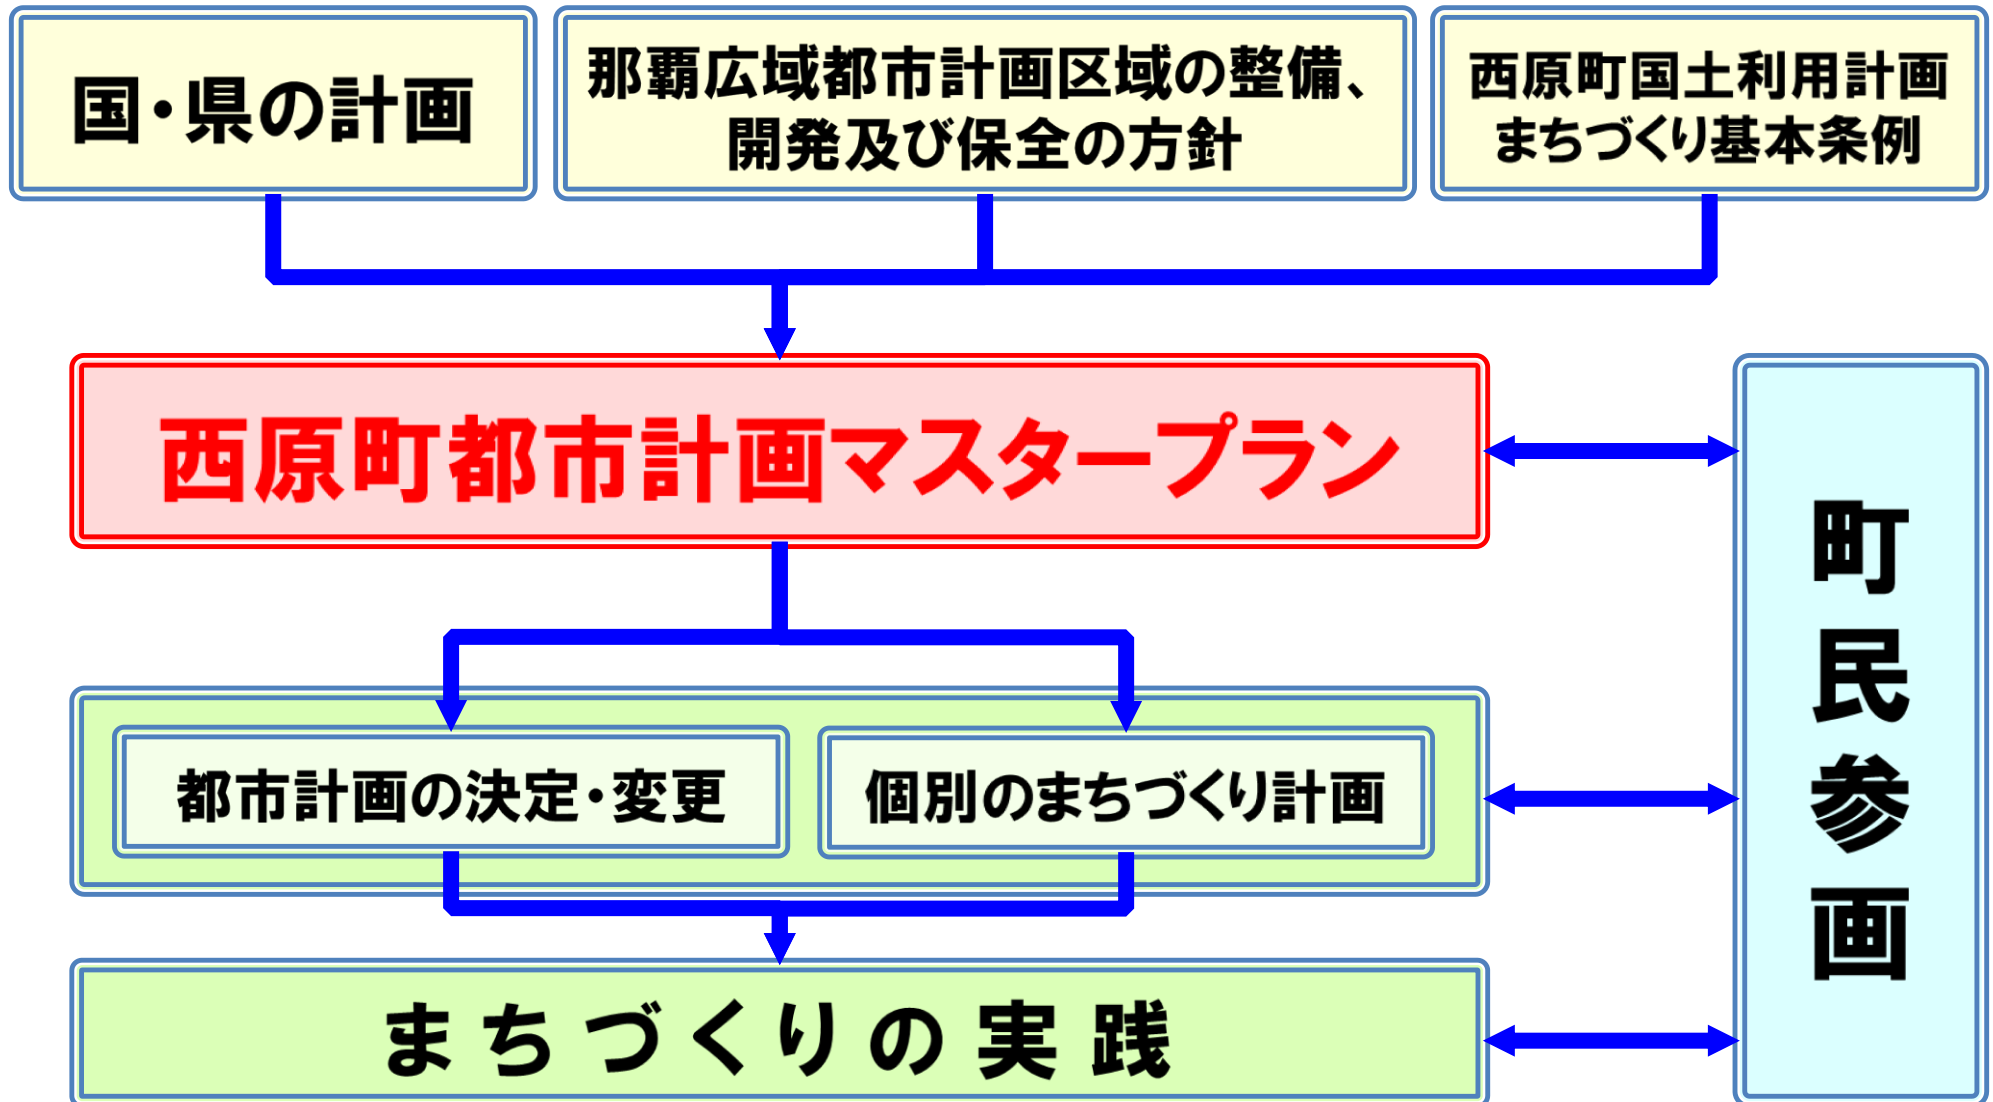 国・県の計画
那覇広域都市計画区域の整備、
開発及び保全の方針
西原町国土利用計画
まちづくり基本条例
西原町都市計画マスタープラン
都市計画の決定・変更
個別のまちづくり計画
まちづくりの実践
町民参画